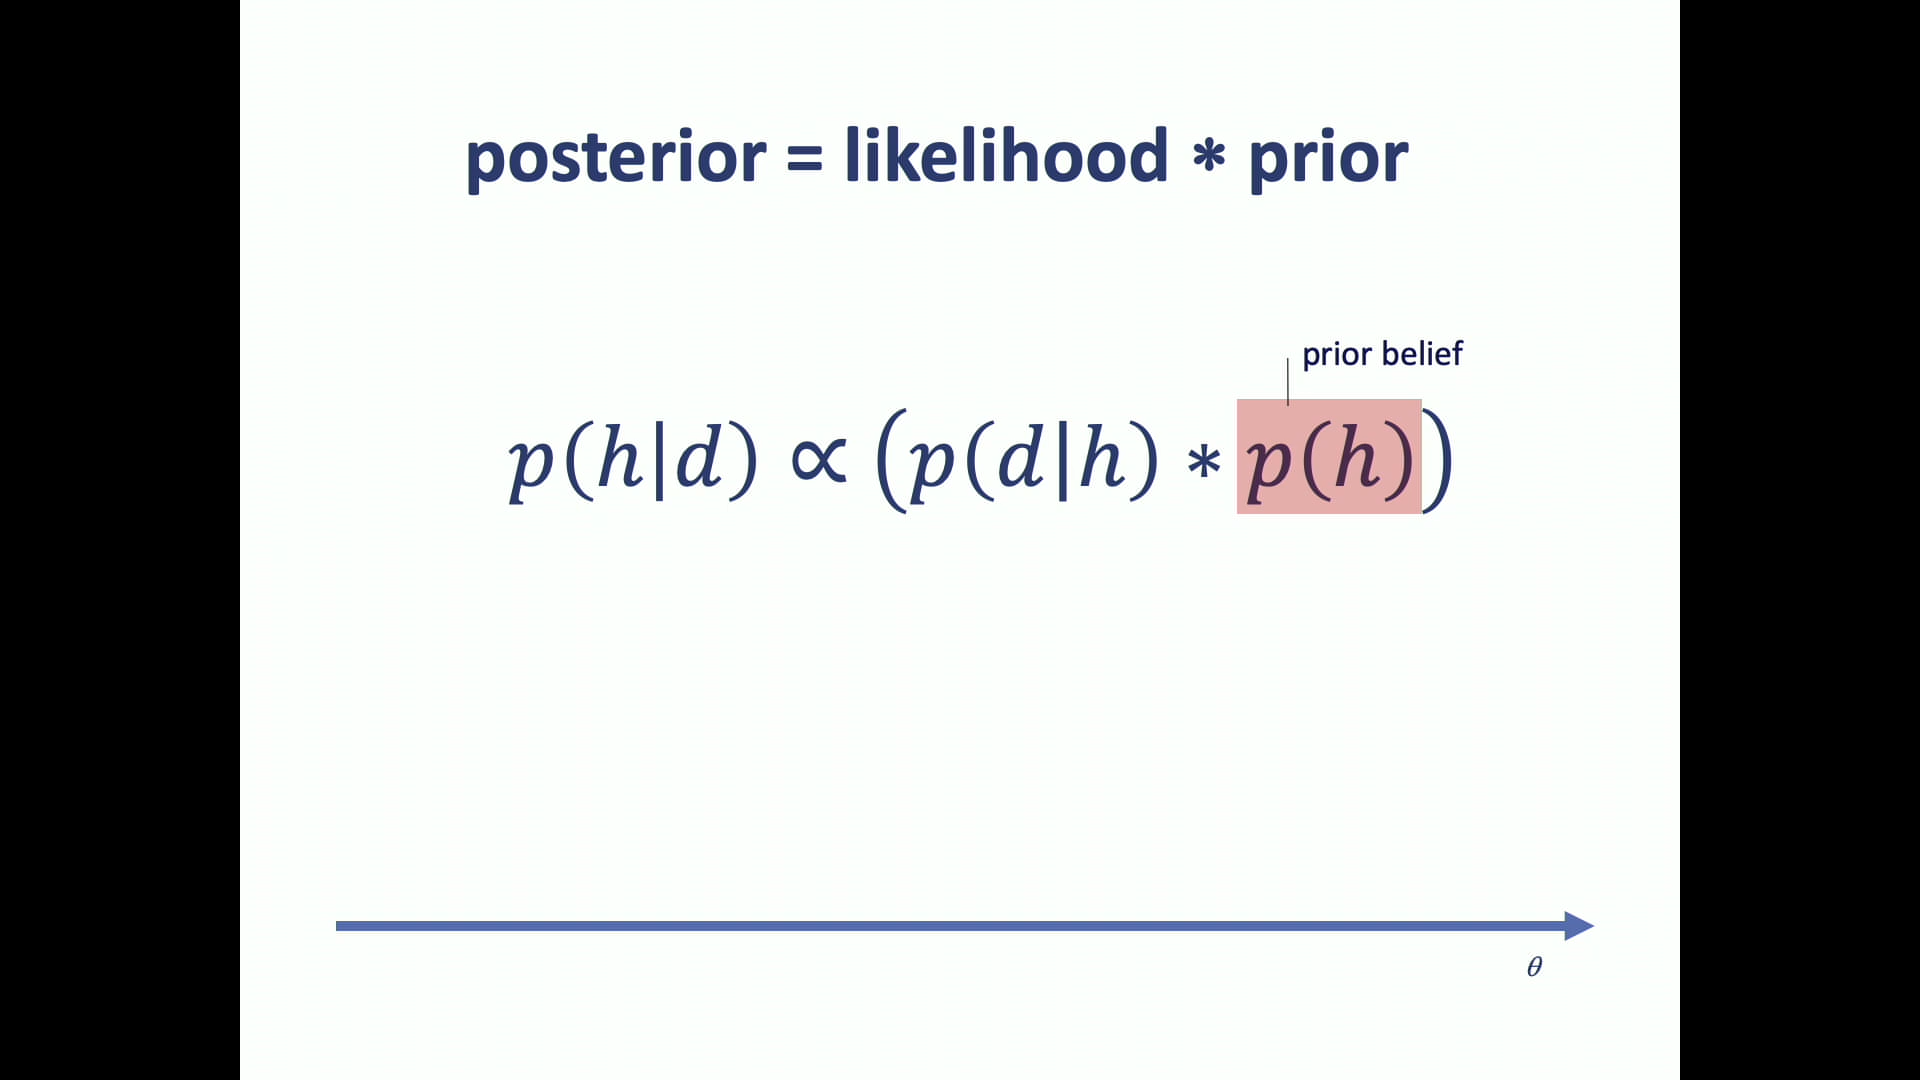 posterior = likelihood * prior
prior belief
p(h|d) ∝ (p(d|h) * p(h))
θ